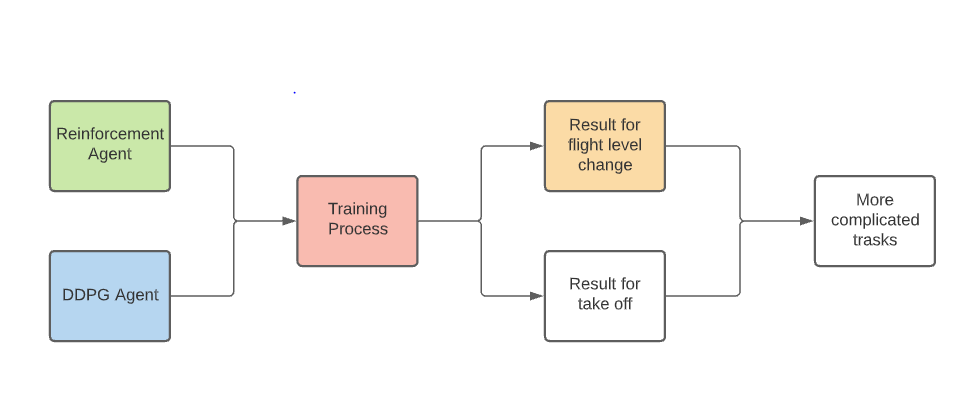 Reinforcement
Agent
DDPG Agent
Training
Process
Result for
flight level
change
Result for
take off
More
complicated
trasks